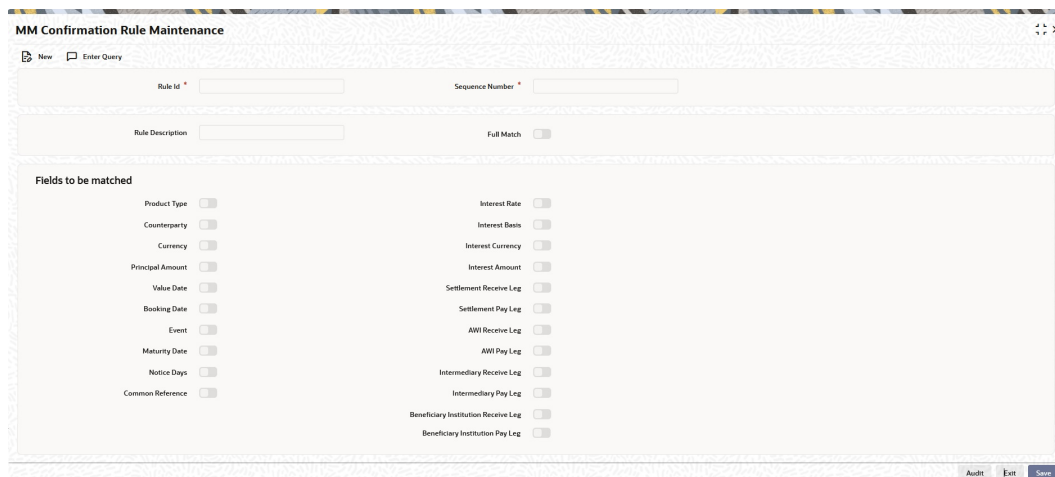 MM Confirmation Rule Maintenance
New Enter Query
Rule Id * Sequence Number *
Rule Description Full Match
Fields to be matched
Product Type Interest Rate
Counterparty Interest Basis
Currency Interest Currency
Principal Amount Interest Amount
Value Date Settlement Receive Leg
Booking Date Settlement Pay Leg
Event AWI Receive Leg
Maturity Date AWI Pay Leg
Notice Days Intermediary Receive Leg
Common Reference Intermediary Pay Leg
Beneficiary Institution Receive Leg
Beneficiary Institution Pay Leg
Audit Exit Save